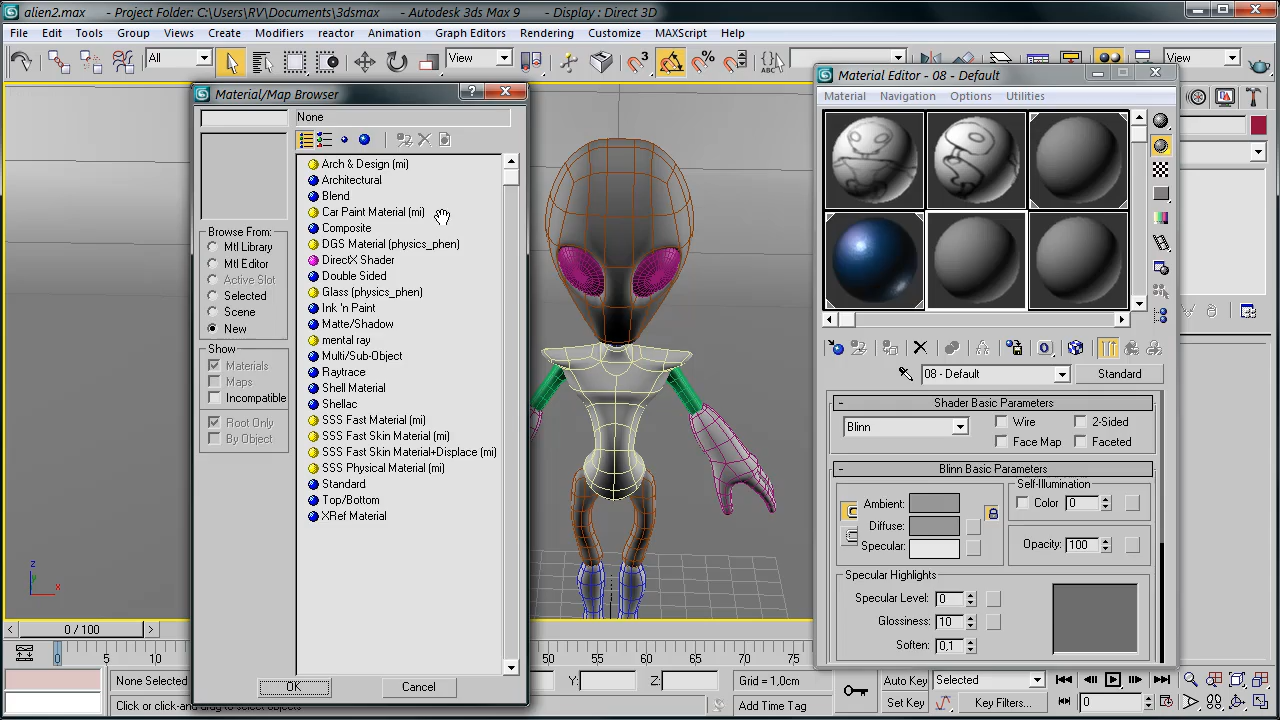 alien2.max - Project Folder: C:\Users\RV\Documents\3dsmax - Autodesk 3ds Max 9 - Display : Direct 3D
File Edit Tools Group Views Create Modifiers reactor Animation Graph Editors Rendering Customize MAXScript Help
All View 3 % ABC View
Material/Map Browser ?
None
Arch & Design (mi)
Architectural
Blend
Car Paint Material (mi)
Composite
DGS Material (physics_phen)
DirectX Shader
Double Sided
Glass (physics_phen)
Ink 'n Paint
Matte/Shadow
mental ray
Multi/Sub-Object
Raytrace
Shell Material
Shellac
SSS Fast Material (mi)
SSS Fast Skin Material (mi)
SSS Fast Skin Material+Displace (mi)
SSS Physical Material (mi)
Standard
Top/Bottom
XRef Material
Browse From:
Mtl Library
Mtl Editor
Active Slot
Selected
Scene
New
Show
Materials
Maps
Incompatible
Root Only
By Object
OK Cancel
Material Editor - 08 - Default
Material Navigation Options Utilities
08 - Default Standard
- Shader Basic Parameters
Blinn Wire 2-Sided
Face Map Faceted
- Blinn Basic Parameters
Self-Illumination
Ambient: Color 0
Diffuse:
Specular: Opacity: 100
Specular Highlights
Specular Level: 0
Glossiness: 10
Soften: 0,1
z
y
x
0 / 100
0 5 10 50 55 60 65 70 75
None Selected Y: Z: Grid = 1,0cm Auto Key Selected
Click or click-and-drag to select objects Add Time Tag Set Key Key Filters... 0